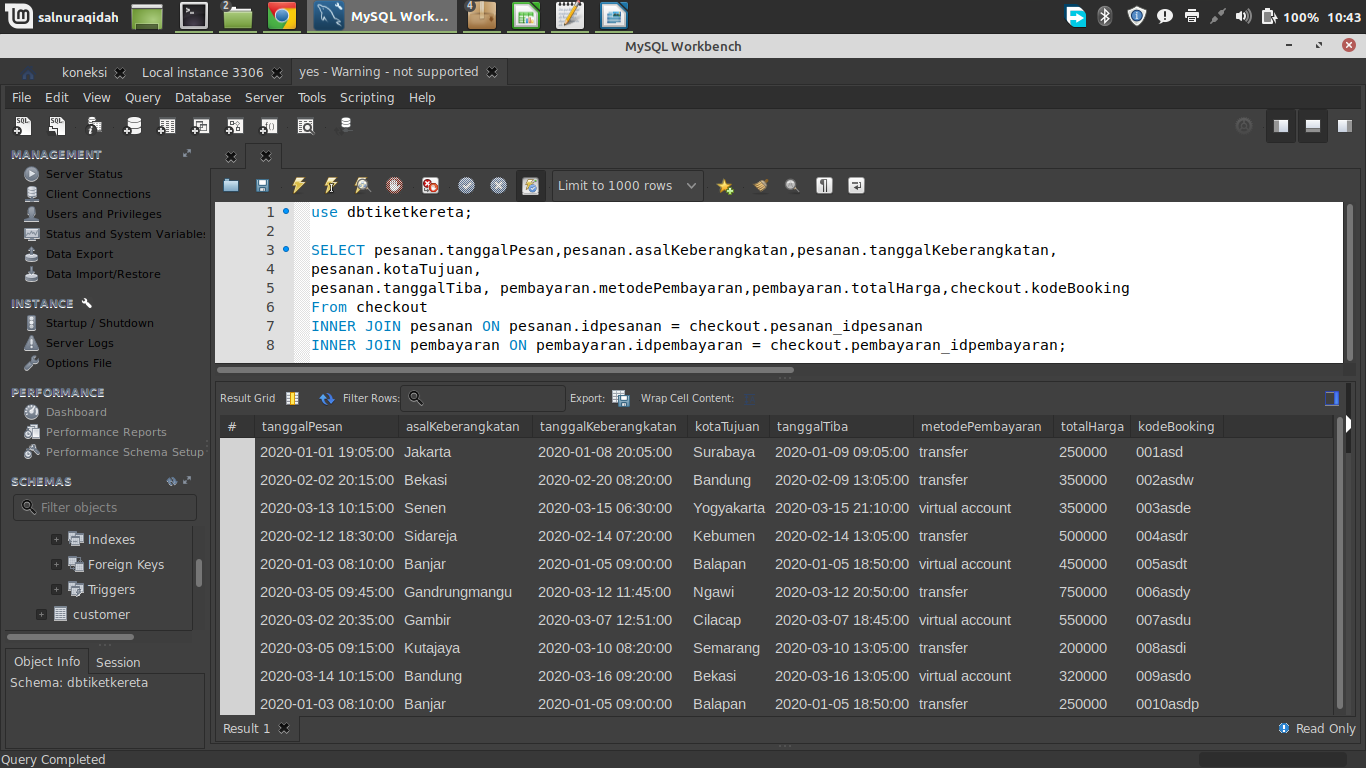 salnuraqidah
2
MySQL Work...
4
100%
10:43
MySQL Workbench
koneksi
Local instance 3306
yes - Warning - not supported
File Edit View Query Database Server Tools Scripting Help
MANAGEMENT
Server Status
Client Connections
Users and Privileges
Status and System Variables
Data Export
Data Import/Restore
INSTANCE
Startup / Shutdown
Server Logs
Options File
PERFORMANCE
Dashboard
Performance Reports
Performance Schema Setup
SCHEMAS
Filter objects
Indexes
Foreign Keys
Triggers
customer
Object Info Session
Schema: dbtiketkereta
Limit to 1000 rows
1 use dbtiketkereta;
2
3 SELECT pesanan.tanggalPesan,pesanan.asalKeberangkatan,pesanan.tanggalKeberangkatan,
4 pesanan.kotaTujuan,
5 pesanan.tanggalTiba, pembayaran.metodePembayaran,pembayaran.totalHarga,checkout.kodeBooking
6 From checkout
7 INNER JOIN pesanan ON pesanan.idpesanan = checkout.pesanan_idpesanan
8 INNER JOIN pembayaran ON pembayaran.idpembayaran = checkout.pembayaran_idpembayaran;
Result Grid Filter Rows: Export: Wrap Cell Content:
# tanggalPesan asalKeberangkatan tanggalKeberangkatan kotaTujuan tanggalTiba metodePembayaran totalHarga kodeBooking
2020-01-01 19:05:00 Jakarta 2020-01-08 20:05:00 Surabaya 2020-01-09 09:05:00 transfer 250000 001asd
2020-02-02 20:15:00 Bekasi 2020-02-20 08:20:00 Bandung 2020-02-09 13:05:00 transfer 350000 002asdw
2020-03-13 10:15:00 Senen 2020-03-15 06:30:00 Yogyakarta 2020-03-15 21:10:00 virtual account 350000 003asde
2020-02-12 18:30:00 Sidareja 2020-02-14 07:20:00 Kebumen 2020-02-14 13:05:00 transfer 500000 004asdr
2020-01-03 08:10:00 Banjar 2020-01-05 09:00:00 Balapan 2020-01-05 18:50:00 virtual account 450000 005asdt
2020-03-05 09:45:00 Gandrungmangu 2020-03-12 11:45:00 Ngawi 2020-03-12 20:50:00 transfer 750000 006asdy
2020-03-02 20:35:00 Gambir 2020-03-07 12:51:00 Cilacap 2020-03-07 18:45:00 virtual account 550000 007asdu
2020-03-05 09:15:00 Kutajaya 2020-03-10 08:20:00 Semarang 2020-03-10 13:05:00 transfer 200000 008asdi
2020-03-14 10:15:00 Bandung 2020-03-16 09:20:00 Bekasi 2020-03-16 13:05:00 virtual account 320000 009asdo
2020-01-03 08:10:00 Banjar 2020-01-05 09:00:00 Balapan 2020-01-05 18:50:00 transfer 250000 0010asdp
Result 1
Read Only
Query Completed